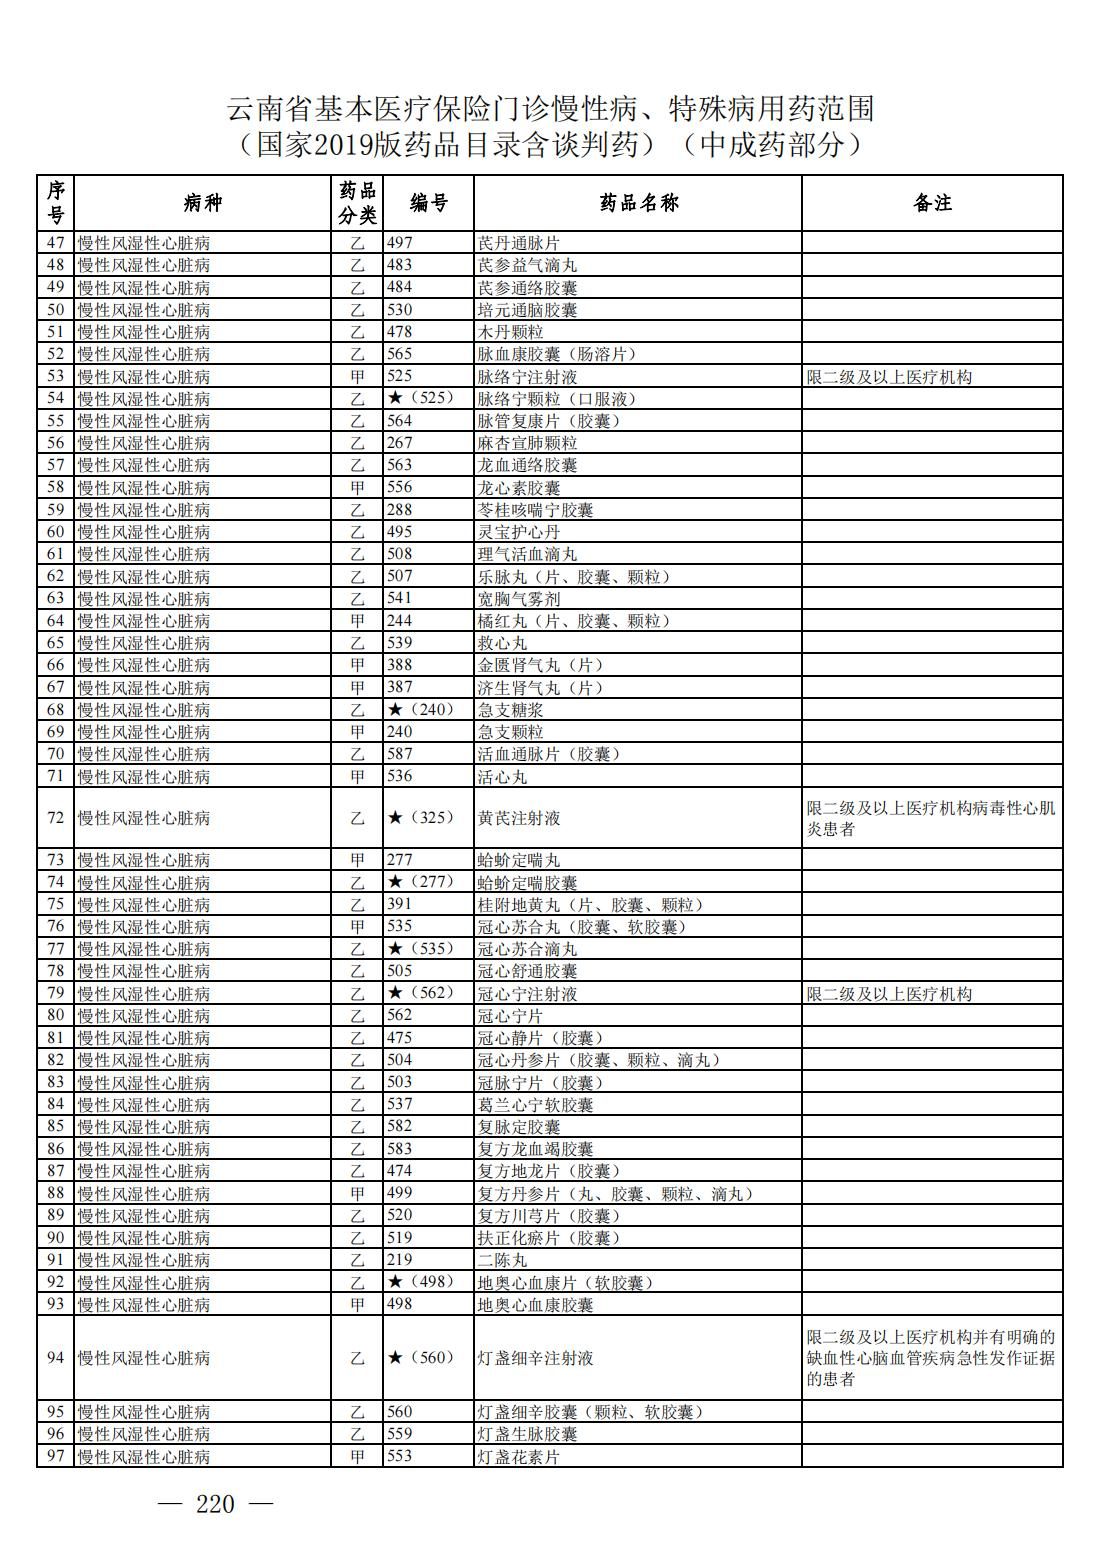 云南省基本医疗保险门诊慢性病、特殊病用药范围
（国家2019版药品目录含谈判药）（中成药部分）
序号 病种 药品分类 编号 药品名称 备注
47 慢性风湿性心脏病 乙 497 芪丹通脉片
48 慢性风湿性心脏病 乙 483 芪参益气滴丸
49 慢性风湿性心脏病 乙 484 芪参通络胶囊
50 慢性风湿性心脏病 乙 530 培元通脑胶囊
51 慢性风湿性心脏病 乙 478 木丹颗粒
52 慢性风湿性心脏病 乙 565 脉血康胶囊（肠溶片）
53 慢性风湿性心脏病 甲 525 脉络宁注射液 限二级及以上医疗机构
54 慢性风湿性心脏病 乙 ★（525） 脉络宁颗粒（口服液）
55 慢性风湿性心脏病 乙 564 脉管复康片（胶囊）
56 慢性风湿性心脏病 乙 267 麻杏宣肺颗粒
57 慢性风湿性心脏病 乙 563 龙血通络胶囊
58 慢性风湿性心脏病 甲 556 龙心素胶囊
59 慢性风湿性心脏病 乙 288 苓桂咳喘宁胶囊
60 慢性风湿性心脏病 乙 495 灵宝护心丹
61 慢性风湿性心脏病 乙 508 理气活血滴丸
62 慢性风湿性心脏病 乙 507 乐脉丸（片、胶囊、颗粒）
63 慢性风湿性心脏病 乙 541 宽胸气雾剂
64 慢性风湿性心脏病 甲 244 橘红丸（片、胶囊、颗粒）
65 慢性风湿性心脏病 乙 539 救心丸
66 慢性风湿性心脏病 甲 388 金匮肾气丸（片）
67 慢性风湿性心脏病 甲 387 济生肾气丸（片）
68 慢性风湿性心脏病 乙 ★（240） 急支糖浆
69 慢性风湿性心脏病 甲 240 急支颗粒
70 慢性风湿性心脏病 乙 587 活血通脉片（胶囊）
71 慢性风湿性心脏病 甲 536 活心丸
72 慢性风湿性心脏病 乙 ★（325） 黄芪注射液 限二级及以上医疗机构病毒性心肌
炎患者
73 慢性风湿性心脏病 甲 277 蛤蚧定喘丸
74 慢性风湿性心脏病 乙 ★（277） 蛤蚧定喘胶囊
75 慢性风湿性心脏病 乙 391 桂附地黄丸（片、胶囊、颗粒）
76 慢性风湿性心脏病 甲 535 冠心苏合丸（胶囊、软胶囊）
77 慢性风湿性心脏病 乙 ★（535） 冠心苏合滴丸
78 慢性风湿性心脏病 乙 505 冠心舒通胶囊
79 慢性风湿性心脏病 乙 ★（562） 冠心宁注射液 限二级及以上医疗机构
80 慢性风湿性心脏病 乙 562 冠心宁片
81 慢性风湿性心脏病 乙 475 冠心静片（胶囊）
82 慢性风湿性心脏病 乙 504 冠心丹参片（胶囊、颗粒、滴丸）
83 慢性风湿性心脏病 乙 503 冠脉宁片（胶囊）
84 慢性风湿性心脏病 乙 537 葛兰心宁软胶囊
85 慢性风湿性心脏病 乙 582 复脉定胶囊
86 慢性风湿性心脏病 乙 583 复方龙血竭胶囊
87 慢性风湿性心脏病 乙 474 复方地龙片（胶囊）
88 慢性风湿性心脏病 甲 499 复方丹参片（丸、胶囊、颗粒、滴丸）
89 慢性风湿性心脏病 乙 520 复方川芎片（胶囊）
90 慢性风湿性心脏病 乙 519 扶正化瘀片（胶囊）
91 慢性风湿性心脏病 乙 219 二陈丸
92 慢性风湿性心脏病 乙 ★（498） 地奥心血康片（软胶囊）
93 慢性风湿性心脏病 甲 498 地奥心血康胶囊
94 慢性风湿性心脏病 乙 ★（560） 灯盏细辛注射液 限二级及以上医疗机构并有明确的
缺血性心脑血管疾病急性发作证据
的患者
95 慢性风湿性心脏病 乙 560 灯盏细辛胶囊（颗粒、软胶囊）
96 慢性风湿性心脏病 乙 559 灯盏生脉胶囊
97 慢性风湿性心脏病 甲 553 灯盏花素片
— 220 —